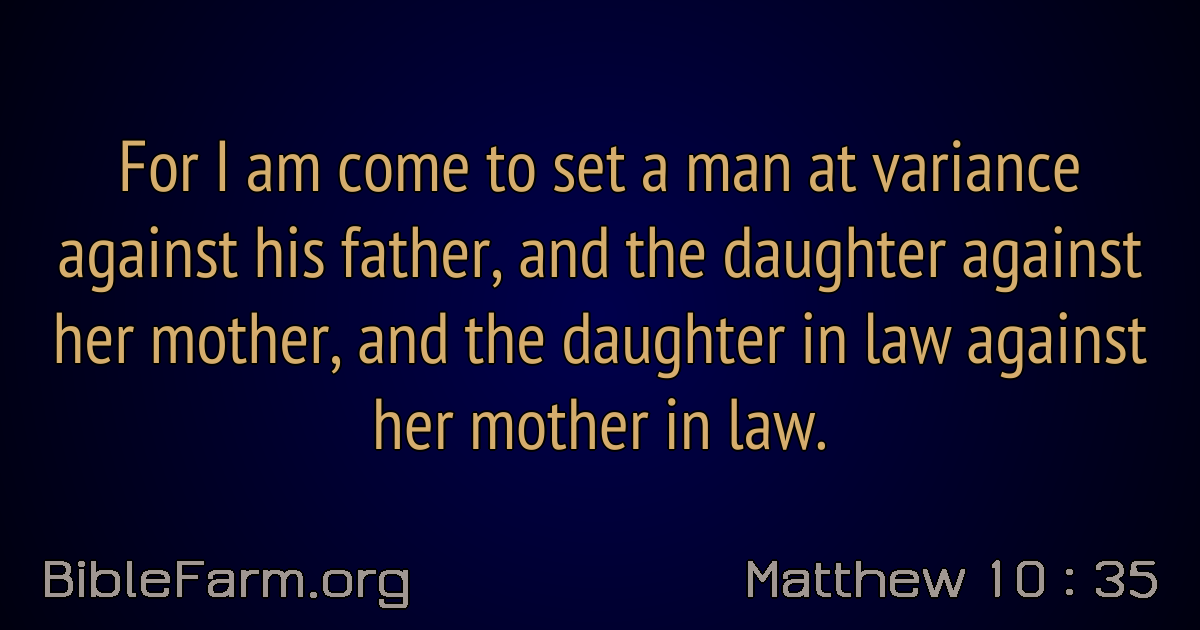 For I am come to set a man at variance
against his father, and the daughter against
her mother, and the daughter in law against
her mother in law.
BibleFarm.org
Matthew 10 : 35